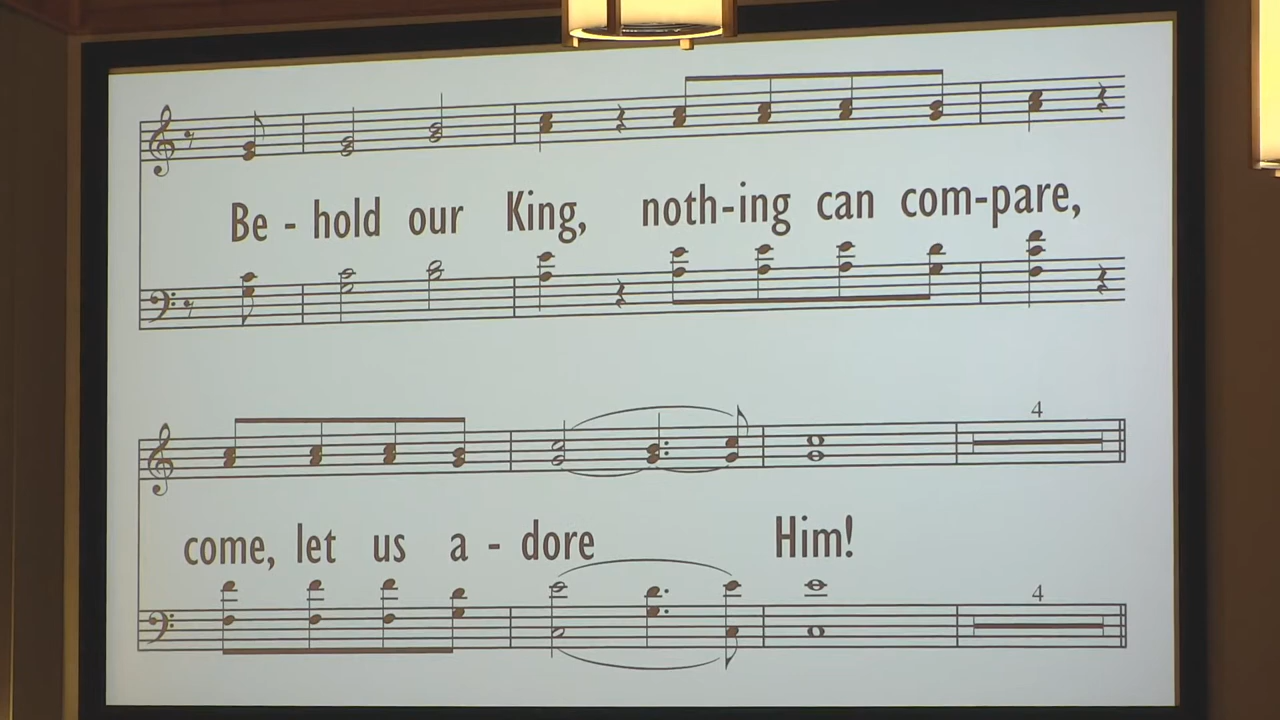 Be - hold our King, noth-ing can com-pare,
4
come, let us a - dore Him!
4